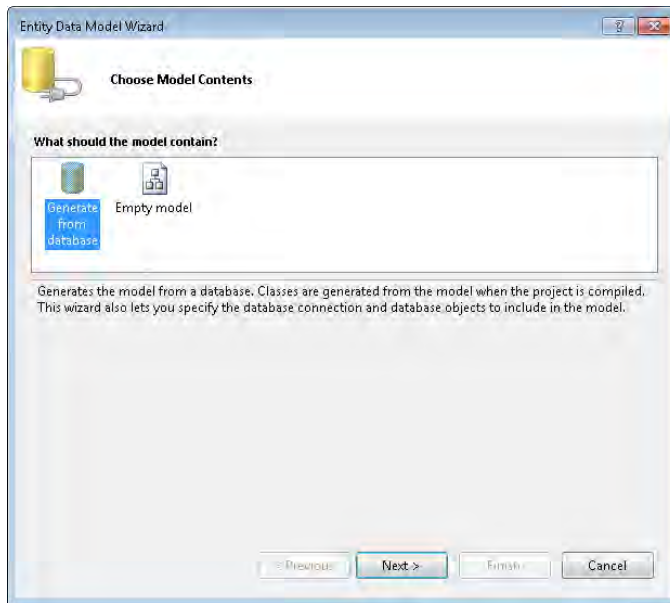 Entity Data Model Wizard
Choose Model Contents
What should the model contain?
Generate
from
database
Empty model
Generates the model from a database. Classes are generated from the model when the project is compiled.
This wizard also lets you specify the database connection and database objects to include in the model.
< Previous
Next >
Finish
Cancel